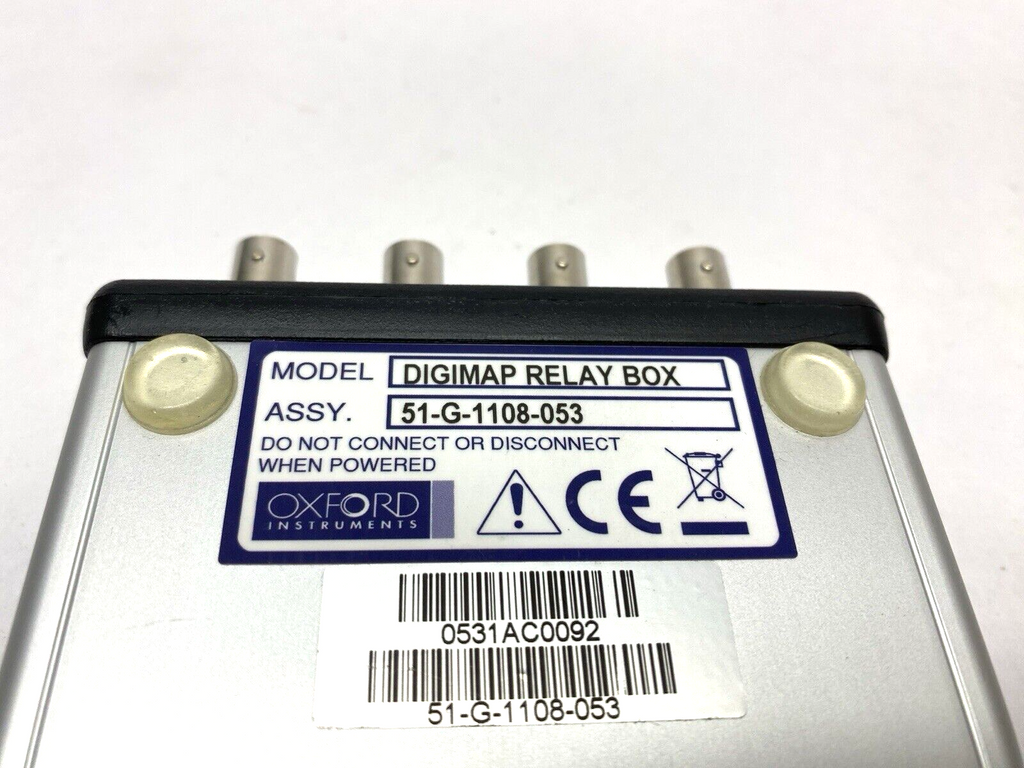 MODEL DIGIMAP RELAY BOX
ASSY. 51-G-1108-053
DO NOT CONNECT OR DISCONNECT
WHEN POWERED
OXFORD
INSTRUMENTS
CE
0531AC0092
51-G-1108-053